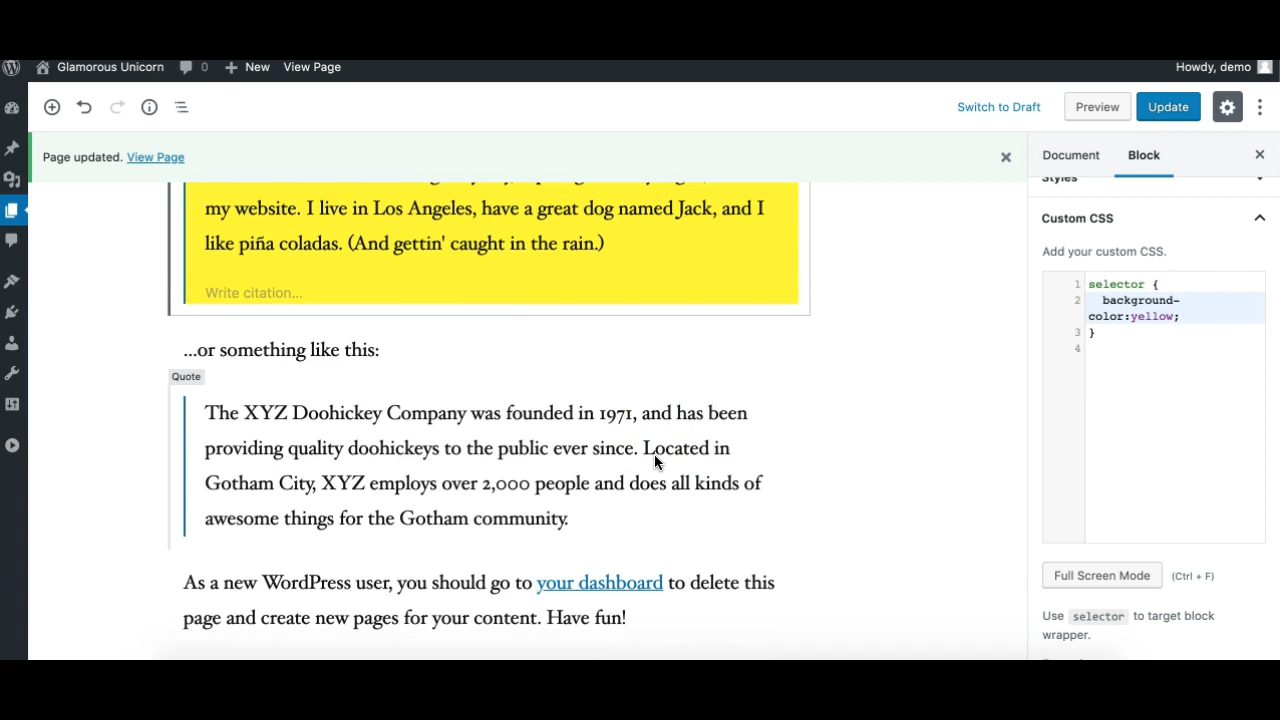 Glamorous Unicorn 0 New View Page Howdy, demo
Switch to Draft Preview Update
Page updated. View Page
Document Block
Styles
my website. I live in Los Angeles, have a great dog named Jack, and I
like piña coladas. (And gettin' caught in the rain.)
Write citation...
...or something like this:
Quote
The XYZ Doohickey Company was founded in 1971, and has been
providing quality doohickeys to the public ever since. Located in
Gotham City, XYZ employs over 2,000 people and does all kinds of
awesome things for the Gotham community.
As a new WordPress user, you should go to your dashboard to delete this
page and create new pages for your content. Have fun!
Custom CSS
Add your custom CSS.
1 selector {
2 background-
color:yellow;
3 }
4
Full Screen Mode (Ctrl + F)
Use selector to target block
wrapper.